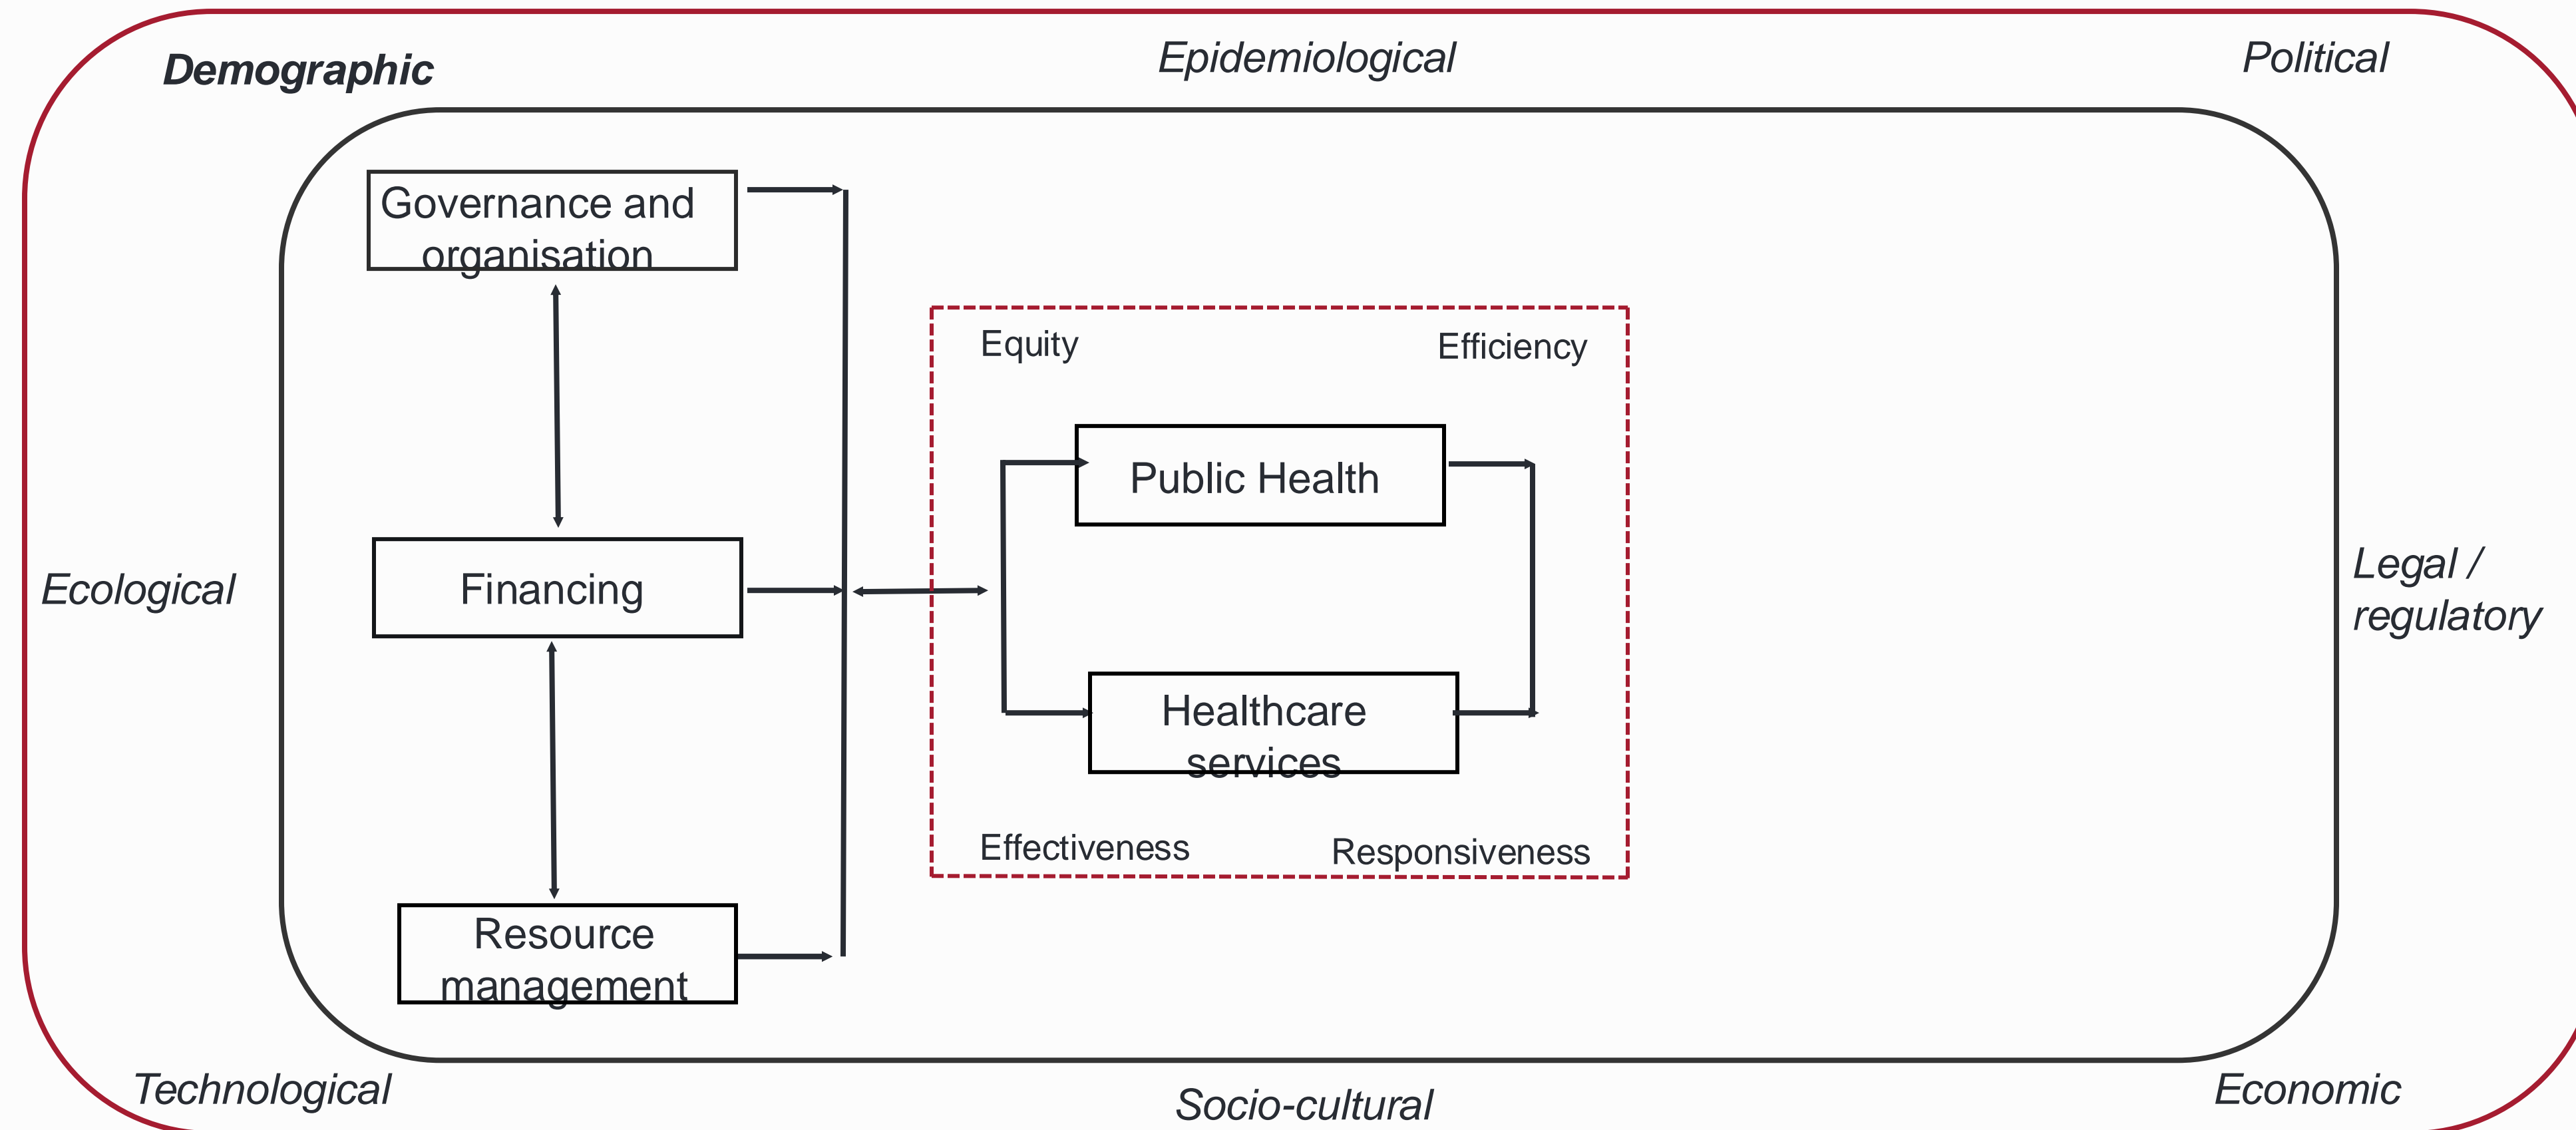 Demographic
Epidemiological
Political
Governance and
organisation
Equity
Efficiency
Public Health
Ecological
Financing
Legal /
regulatory
Healthcare
services
Effectiveness
Responsiveness
Resource
management
Technological
Socio-cultural
Economic